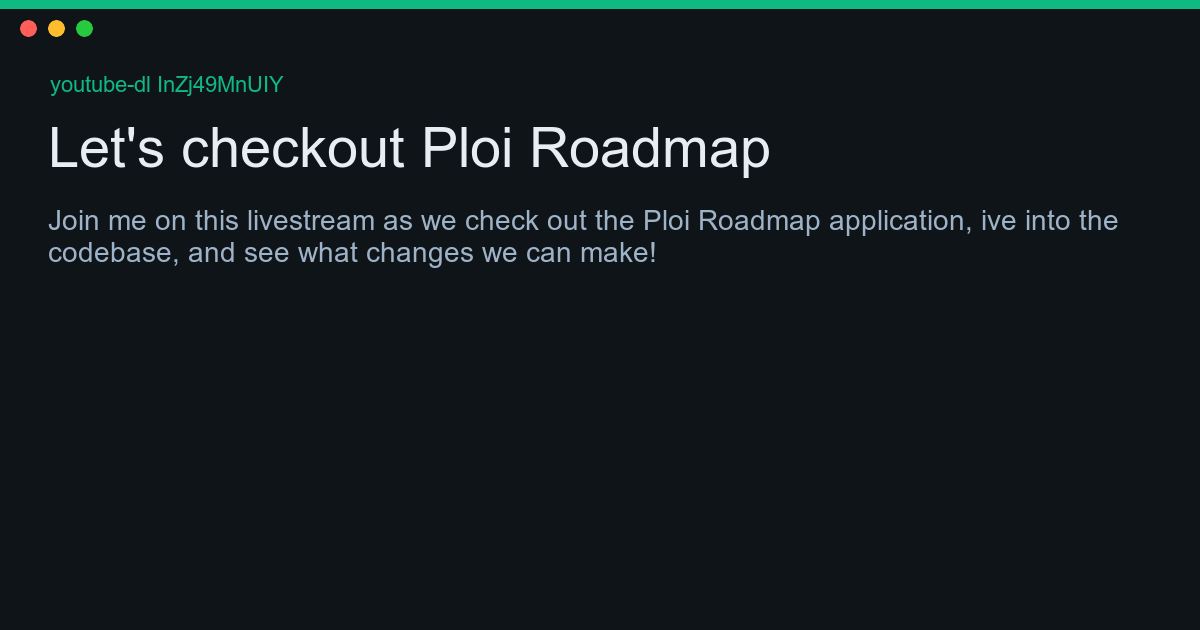 youtube-dl InZj49MnUIY
Let's checkout Ploi Roadmap
Join me on this livestream as we check out the Ploi Roadmap application, ive into the
codebase, and see what changes we can make!